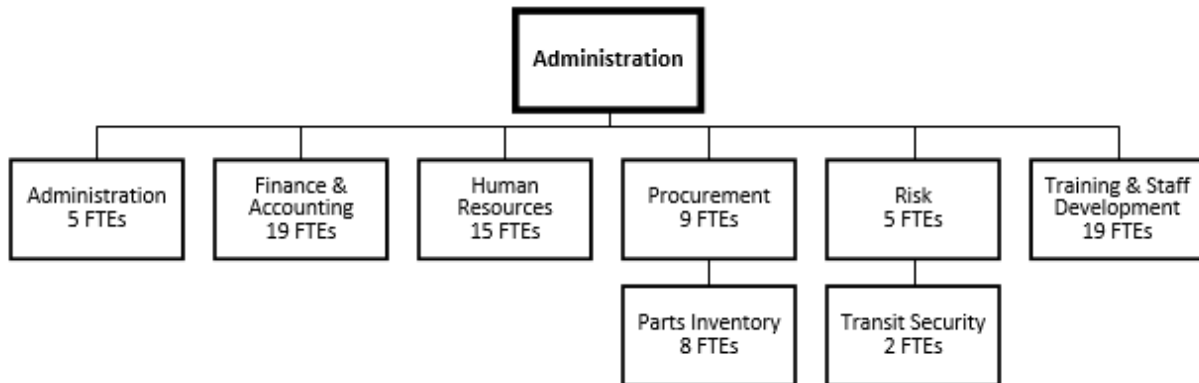 Administration
Administration
5 FTEs
Finance &
Accounting
19 FTEs
Human
Resources
15 FTEs
Procurement
9 FTEs
Risk
5 FTEs
Training & Staff
Development
19 FTEs
Parts Inventory
8 FTEs
Transit Security
2 FTEs